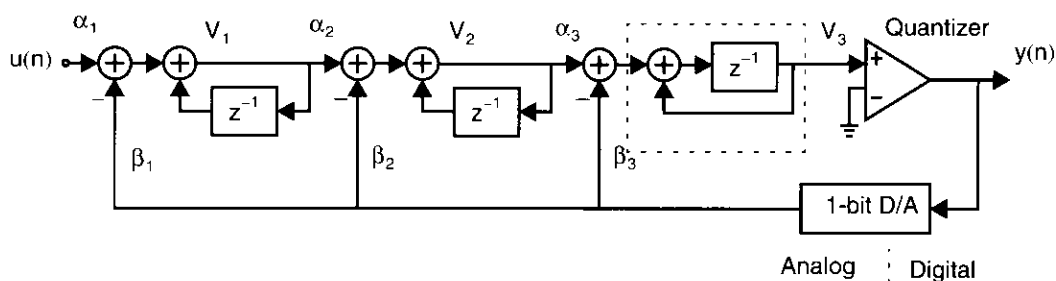 α₁ V₁ α₂ V₂ α₃ V₃ Quantizer
u(n) + + + + + + z⁻¹ + − y(n)
− z⁻¹ − z⁻¹ −
β₁ β₂ β₃
1-bit D/A
Analog Digital